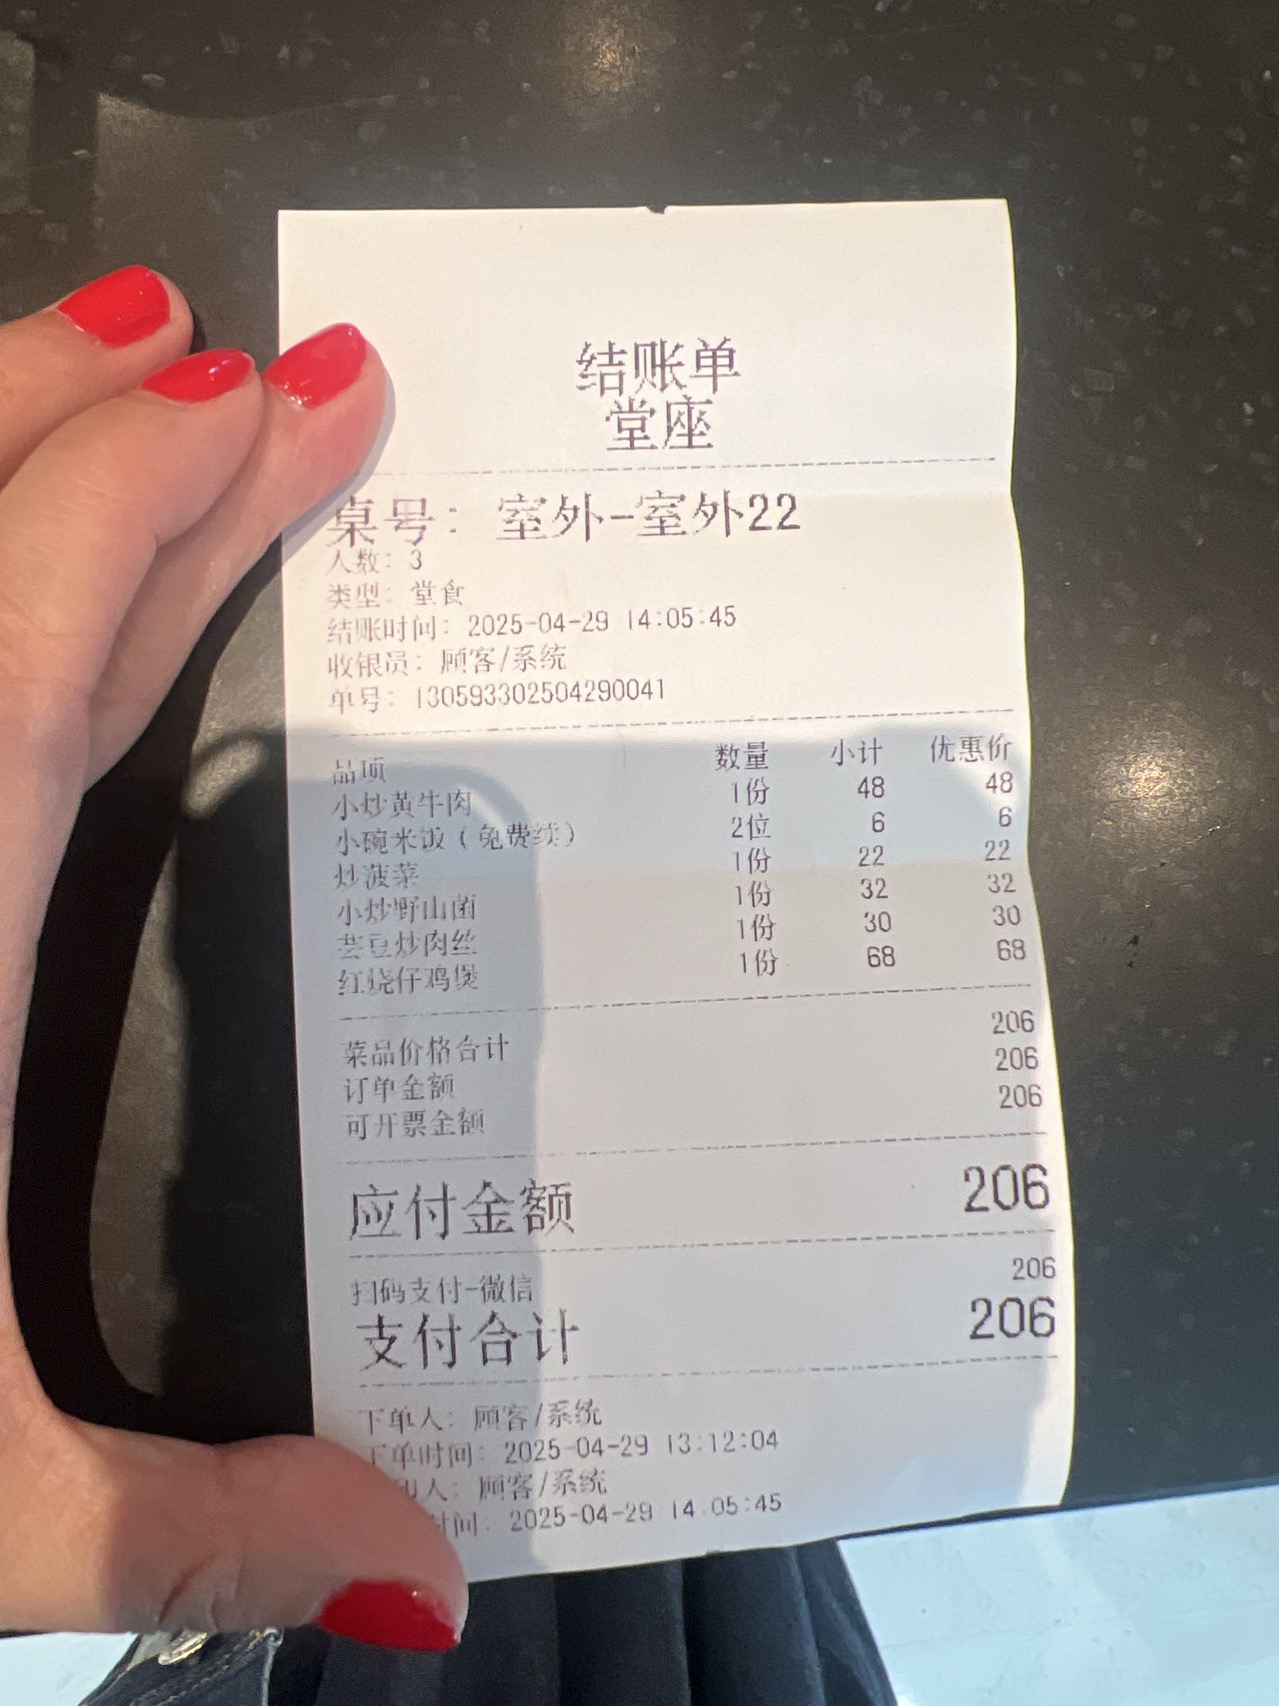 结账单
堂座
桌号： 室外-室外22
人数：3
类型：堂食
结账时间：2025-04-29 14:05:45
收银员：顾客/系统
单号：130593302504290041
品项 数量 小计 优惠价
小炒黄牛肉 1份 48 48
小碗米饭（免费续） 2位 6 6
炒菠菜 1份 22 22
小炒野山菌 1份 32 32
芸豆炒肉丝 1份 30 30
红烧仔鸡煲 1份 68 68
菜品价格合计 206
订单金额 206
可开票金额 206
应付金额 206
扫码支付-微信 206
支付合计 206
下单人：顾客/系统
下单时间：2025-04-29 13:12:04
印人：顾客/系统
时间：2025-04-29 14:05:45